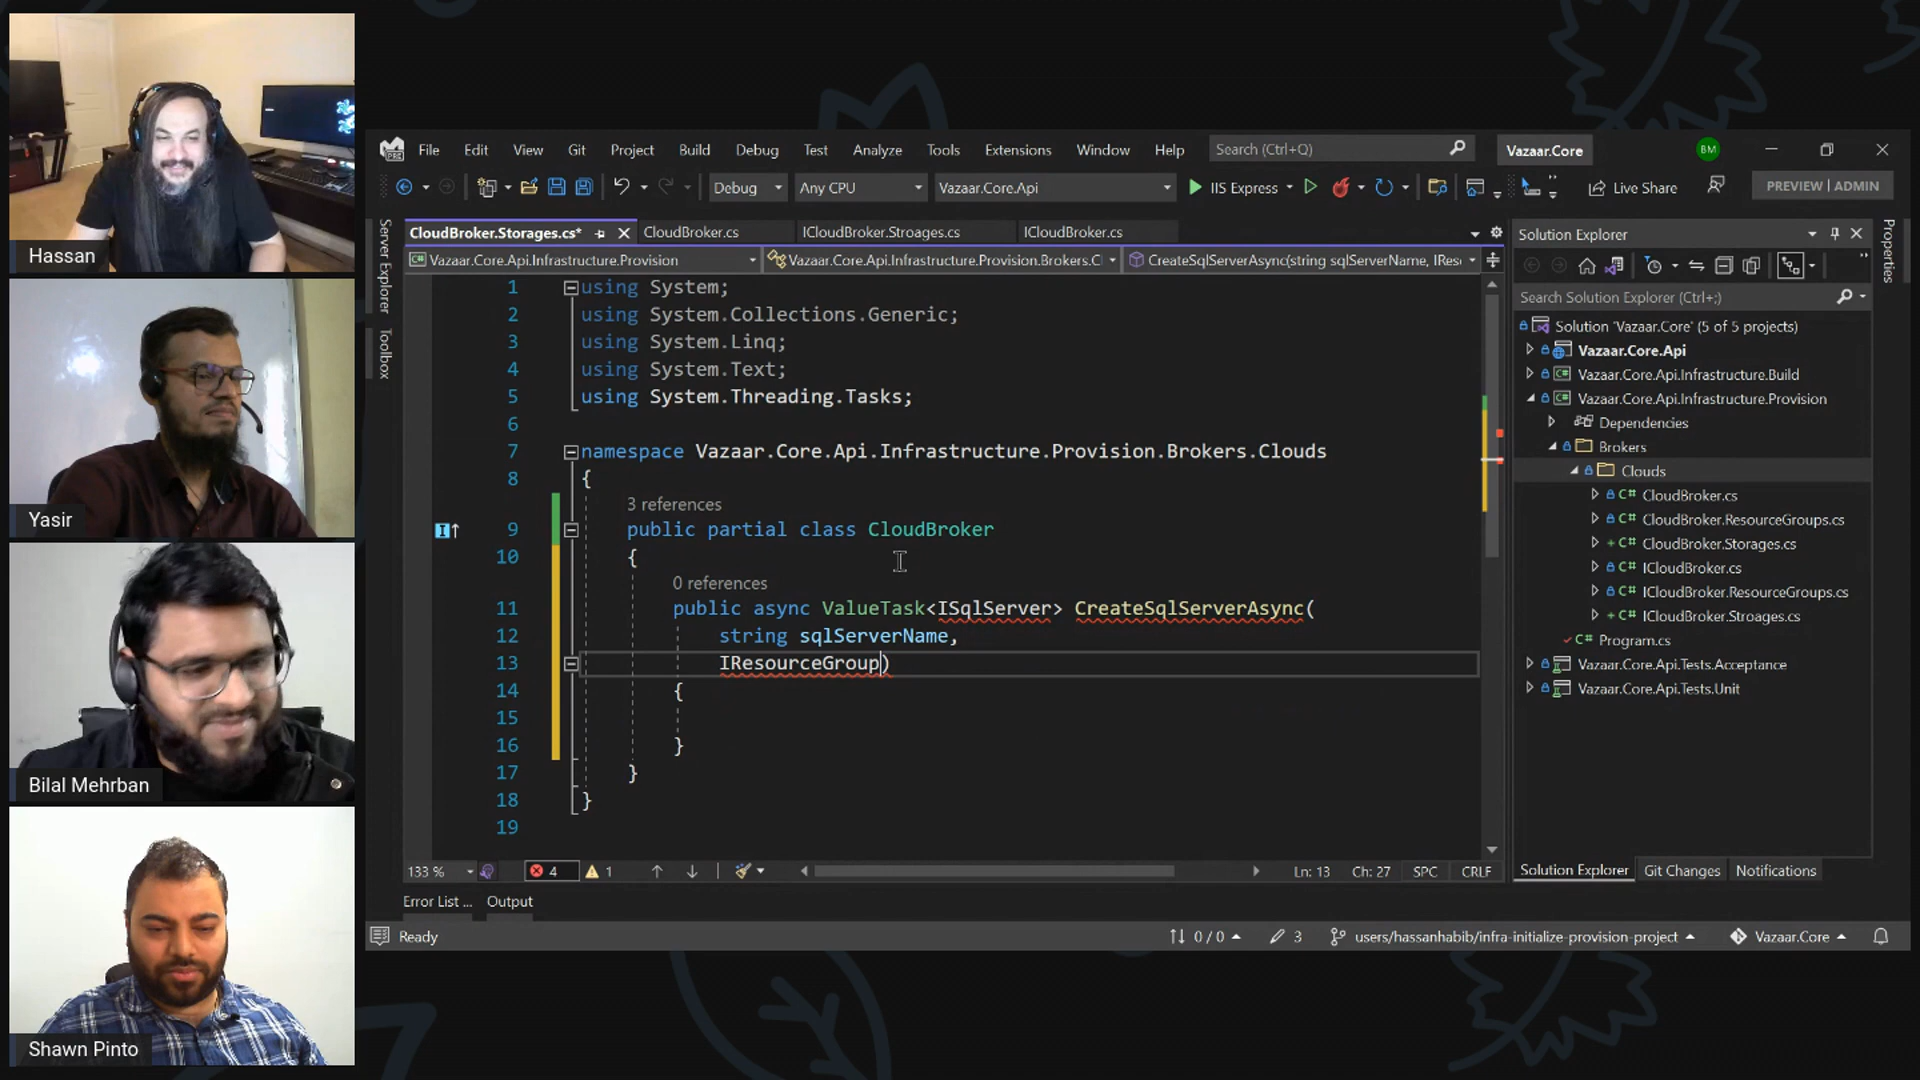 Hassan
Yasir
Bilal Mehrban
Shawn Pinto
File Edit View Git Project Build Debug Test Analyze Tools Extensions Window Help Search (Ctrl+Q) Vazaar.Core BM
Debug Any CPU Vazaar.Core.Api IIS Express Live Share PREVIEW | ADMIN
Server Explorer
Toolbox
CloudBroker.Storages.cs* CloudBroker.cs ICloudBroker.Stroages.cs ICloudBroker.cs
Vazaar.Core.Api.Infrastructure.Provision Vazaar.Core.Api.Infrastructure.Provision.Brokers.Cl CreateSqlServerAsync(string sqlServerName, IReso
1 using System;
2 using System.Collections.Generic;
3 using System.Linq;
4 using System.Text;
5 using System.Threading.Tasks;
6
7 namespace Vazaar.Core.Api.Infrastructure.Provision.Brokers.Clouds
8 {
3 references
9 public partial class CloudBroker
10 {
0 references
11 public async ValueTask<ISqlServer> CreateSqlServerAsync(
12 string sqlServerName,
13 IResourceGroup)
14 {
15
16 }
17 }
18 }
19
133 % 4 1 Ln: 13 Ch: 27 SPC CRLF
Error List ... Output
Solution Explorer
Search Solution Explorer (Ctrl+;)
Solution 'Vazaar.Core' (5 of 5 projects)
Vazaar.Core.Api
Vazaar.Core.Api.Infrastructure.Build
Vazaar.Core.Api.Infrastructure.Provision
Dependencies
Brokers
Clouds
C# CloudBroker.cs
C# CloudBroker.ResourceGroups.cs
+ C# CloudBroker.Storages.cs
C# ICloudBroker.cs
C# ICloudBroker.ResourceGroups.cs
+ C# ICloudBroker.Stroages.cs
C# Program.cs
Vazaar.Core.Api.Tests.Acceptance
Vazaar.Core.Api.Tests.Unit
Solution Explorer Git Changes Notifications
Properties
Ready 0 / 0 3 users/hassanhabib/infra-initialize-provision-project Vazaar.Core